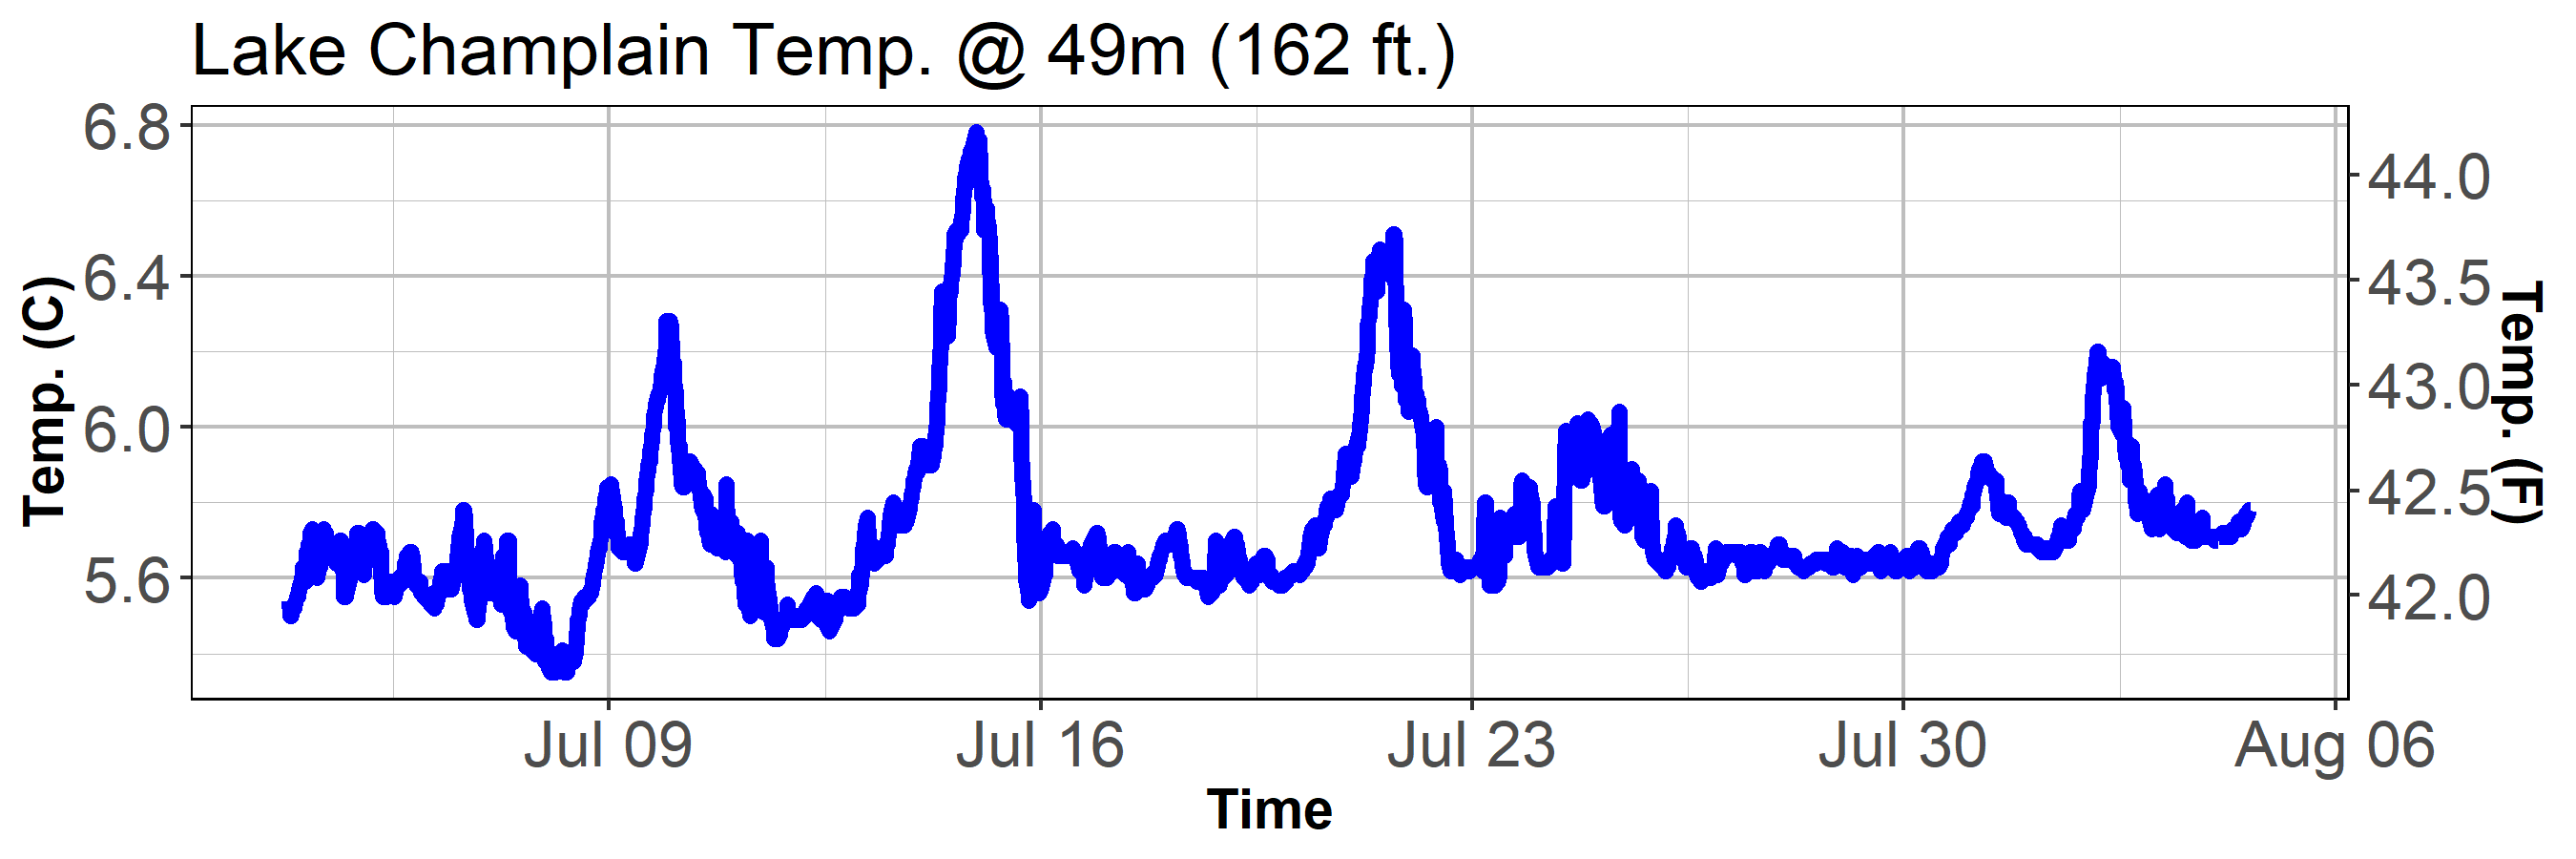 Lake Champlain Temp. @ 49m (162 ft.)
6.8
6.4
6.0
5.6
Temp. (C)
44.0
43.5
43.0
42.5
42.0
Temp. (F)
Jul 09 Jul 16 Jul 23 Jul 30 Aug 06
Time